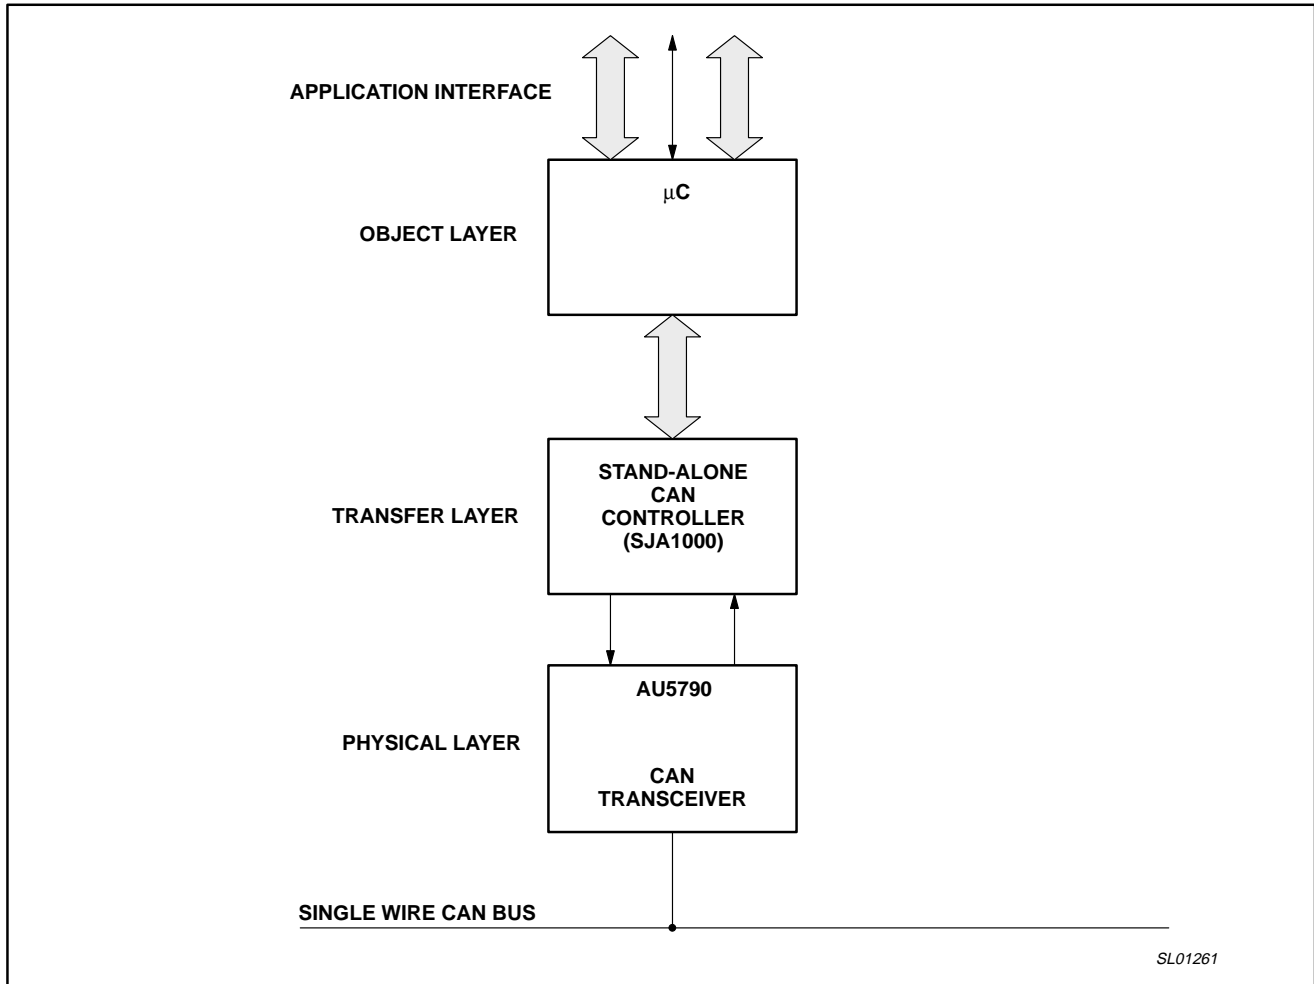 APPLICATION INTERFACE
μC
OBJECT LAYER
STAND-ALONE
CAN
CONTROLLER
(SJA1000)
TRANSFER LAYER
AU5790
PHYSICAL LAYER
CAN
TRANSCEIVER
SINGLE WIRE CAN BUS
SL01261